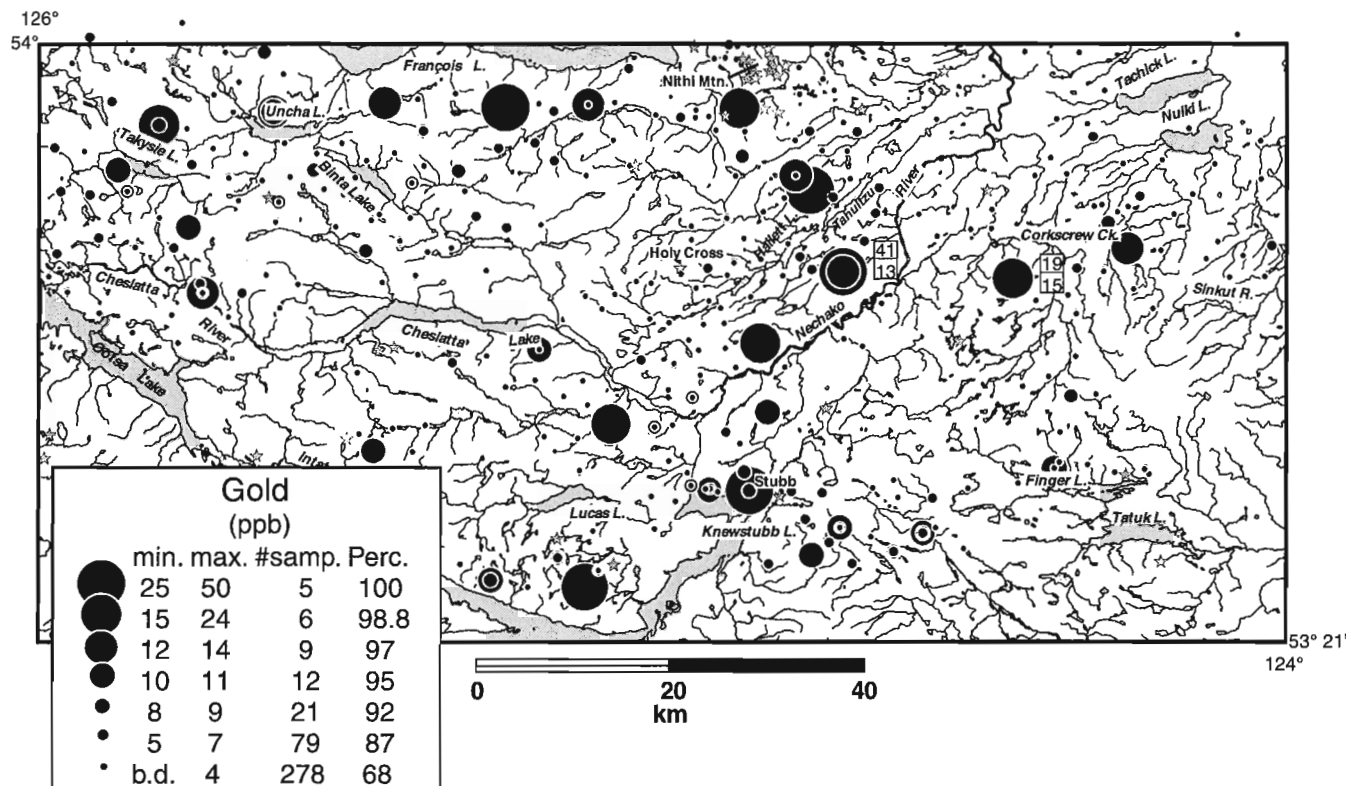 126°
54°
François L.
Nithi Mtn.
Tachick L.
Nulki L.
Uncha L.
Takysie L.
Binta Lake
Hallett L.
Tahultzu L.
River
Holy Cross
Corkscrew Ck.
41
13
19
15
Sinkut R.
Cheslatta
River
Nechako
Cheslatta
Lake
Ootsa Lake
Intat
Stubb
Finger L.
Lucas L.
Knewstubb L.
Tatuk L.
Gold
(ppb)
min. max. #samp. Perc.
25 50 5 100
15 24 6 98.8
12 14 9 97
10 11 12 95
8 9 21 92
5 7 79 87
b.d. 4 278 68
53° 21'
124°
0 20 40
km